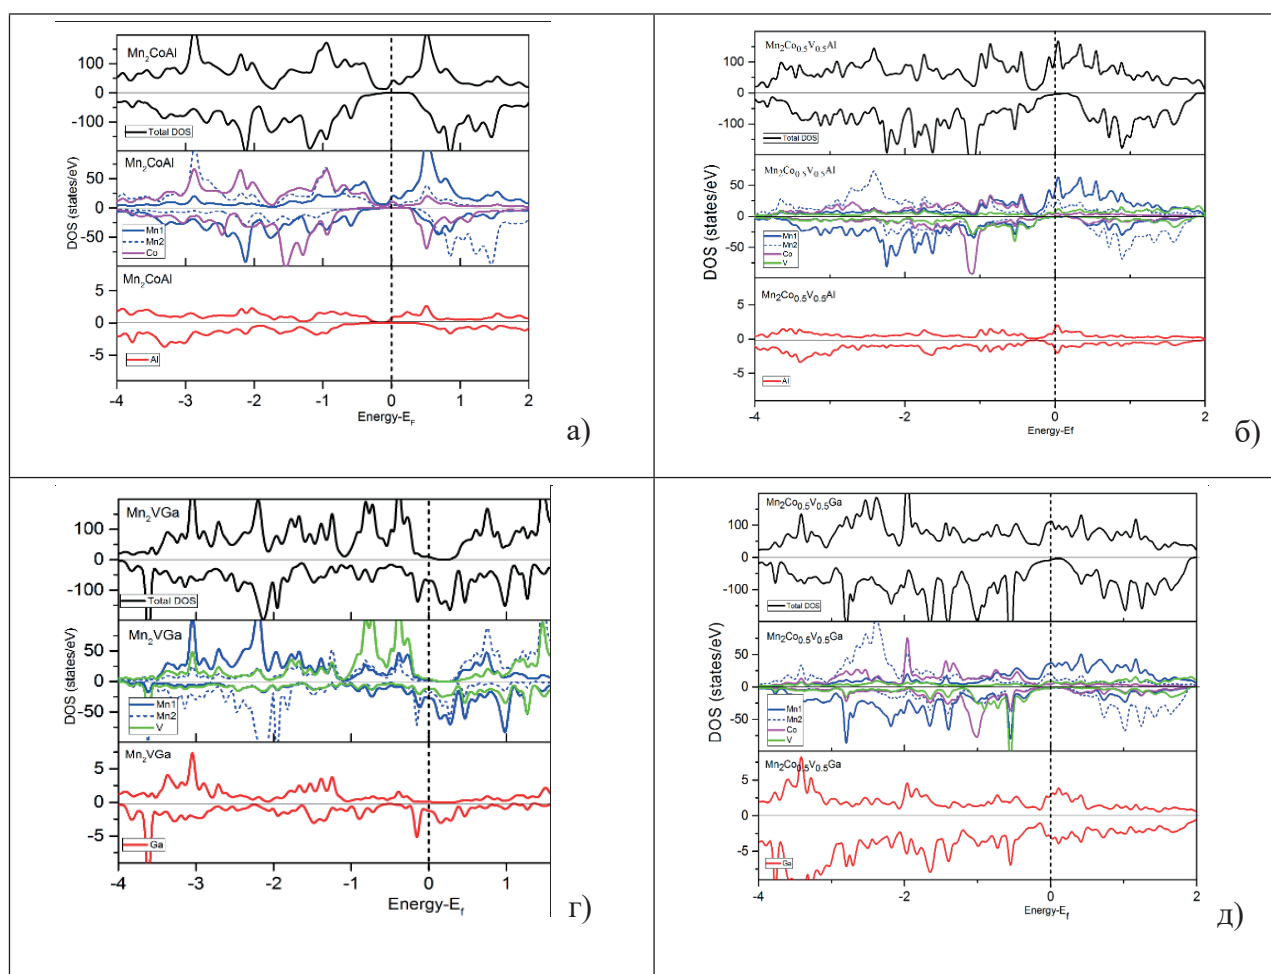 Mn2CoAl
100
0
-100
Total DOS
Mn2CoAl
50
0
-50
Mn1
Mn2
Co
DOS (states/eV)
Mn2CoAl
5
0
-5
Al
-4 -3 -2 -1 0 1 2
Energy-EF
а)
Mn2Co0.5V0.5Al
100
0
-100
Total DOS
Mn2Co0.5V0.5Al
50
0
-50
Mn1
Mn2
Co
V
DOS (states/eV)
Mn2Co0.5V0.5Al
5
0
-5
Al
-4 -2 0 2
Energy-Ef
б)
Mn2VGa
100
0
-100
Total DOS
Mn2VGa
50
0
-50
Mn1
Mn2
V
DOS (states/eV)
Mn2VGa
5
0
-5
Ga
-4 -3 -2 -1 0 1
Energy-Ef
г)
Mn2Co0.5V0.5Ga
100
0
-100
Total DOS
Mn2Co0.5V0.5Ga
50
0
-50
Mn1
Mn2
Co
V
DOS (states/eV)
Mn2Co0.5V0.5Ga
5
0
-5
Ga
-4 -2 0 2
Energy-Ef
д)